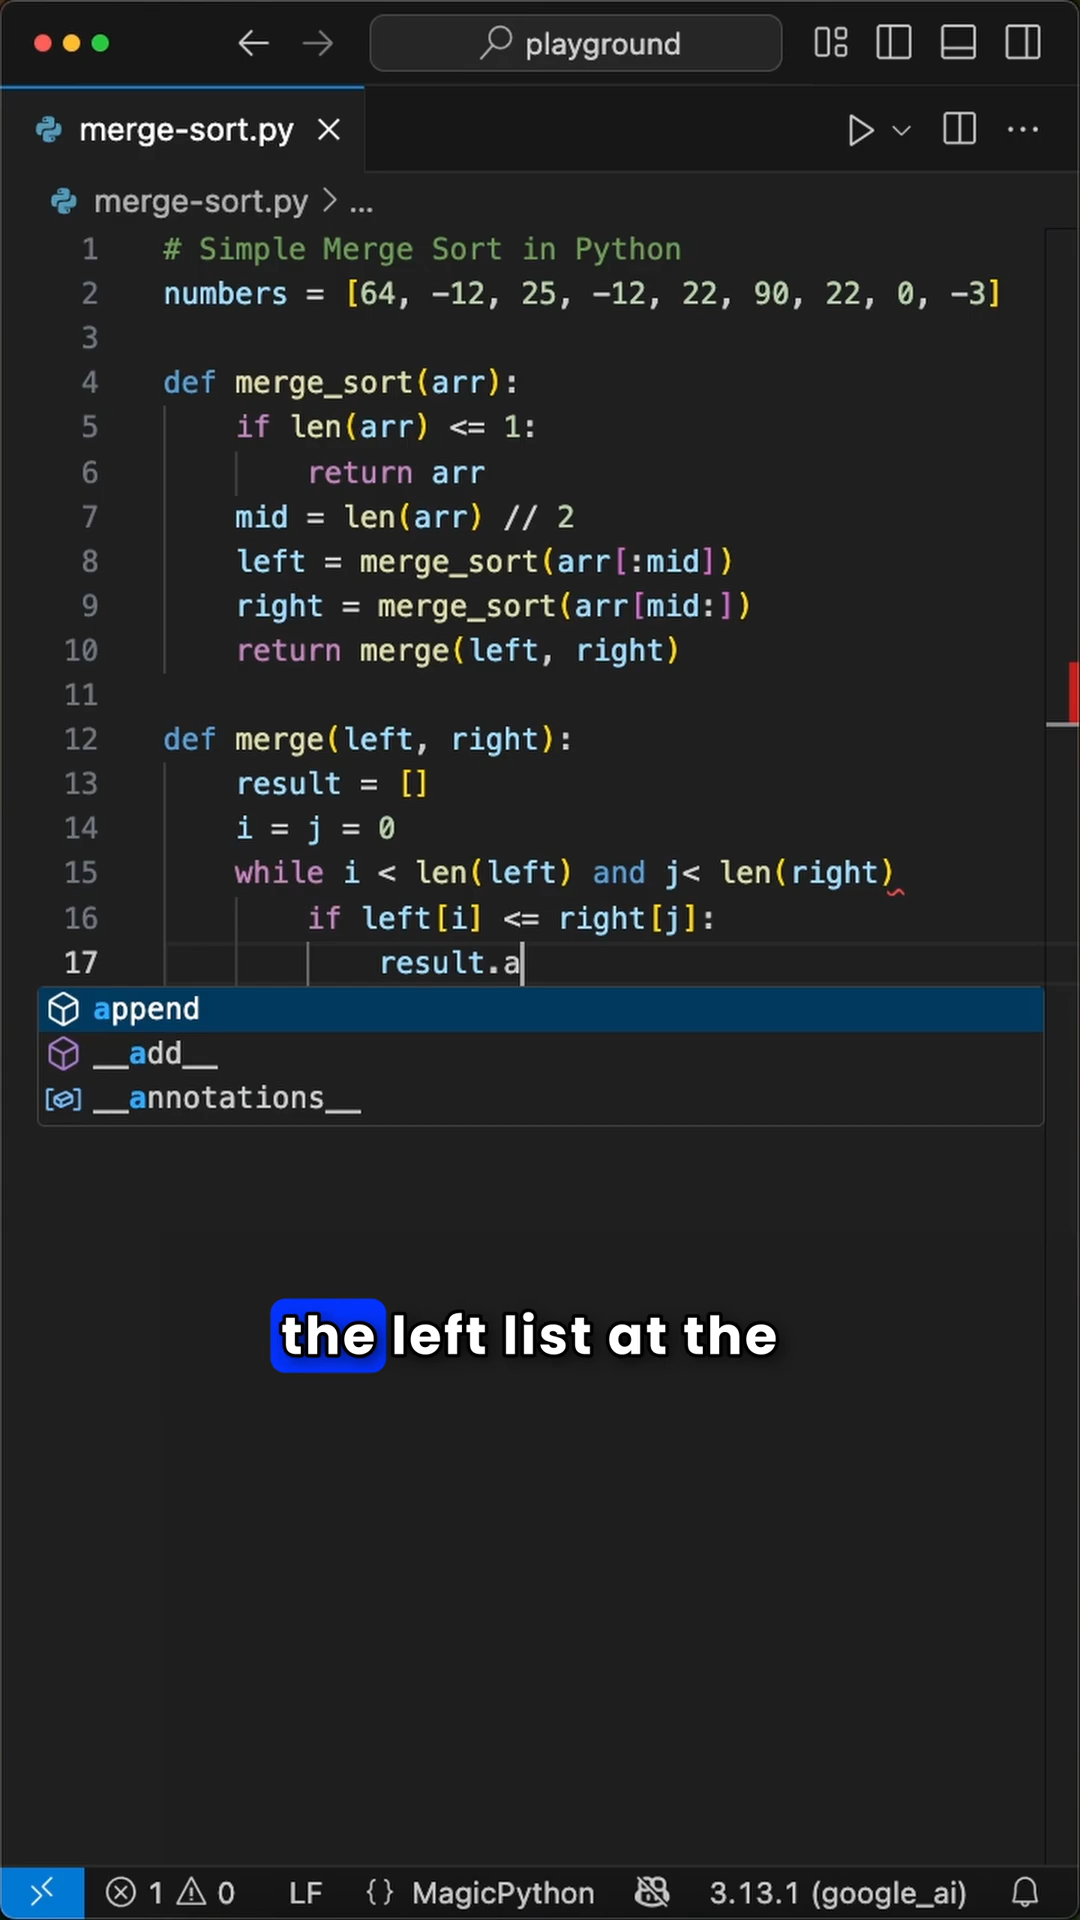 playground
merge-sort.py
merge-sort.py > ...
1 # Simple Merge Sort in Python
2 numbers = [64, -12, 25, -12, 22, 90, 22, 0, -3]
3
4 def merge_sort(arr):
5 if len(arr) <= 1:
6 return arr
7 mid = len(arr) // 2
8 left = merge_sort(arr[:mid])
9 right = merge_sort(arr[mid:])
10 return merge(left, right)
11
12 def merge(left, right):
13 result = []
14 i = j = 0
15 while i < len(left) and j< len(right)
16 if left[i] <= right[j]:
17 result.a
append
__add__
__annotations__
the left list at the
1 0 LF {} MagicPython 3.13.1 (google_ai)